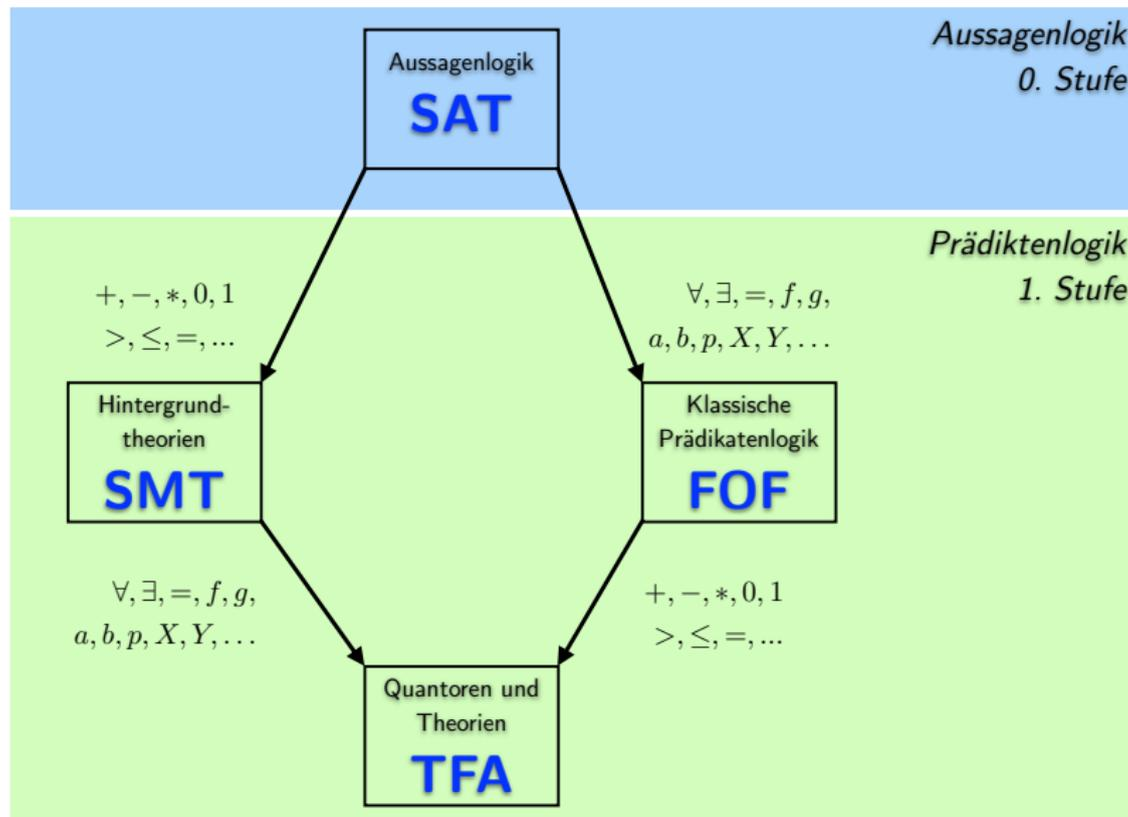 Aussagenlogik
0. Stufe
Aussagenlogik
SAT
Prädiktenlogik
1. Stufe
+, −, ∗, 0, 1
>, ≤, =, ...
∀, ∃, =, f, g,
a, b, p, X, Y, . . .
Hintergrund-
theorien
SMT
Klassische
Prädikatenlogik
FOF
∀, ∃, =, f, g,
a, b, p, X, Y, . . .
+, −, ∗, 0, 1
>, ≤, =, ...
Quantoren und
Theorien
TFA